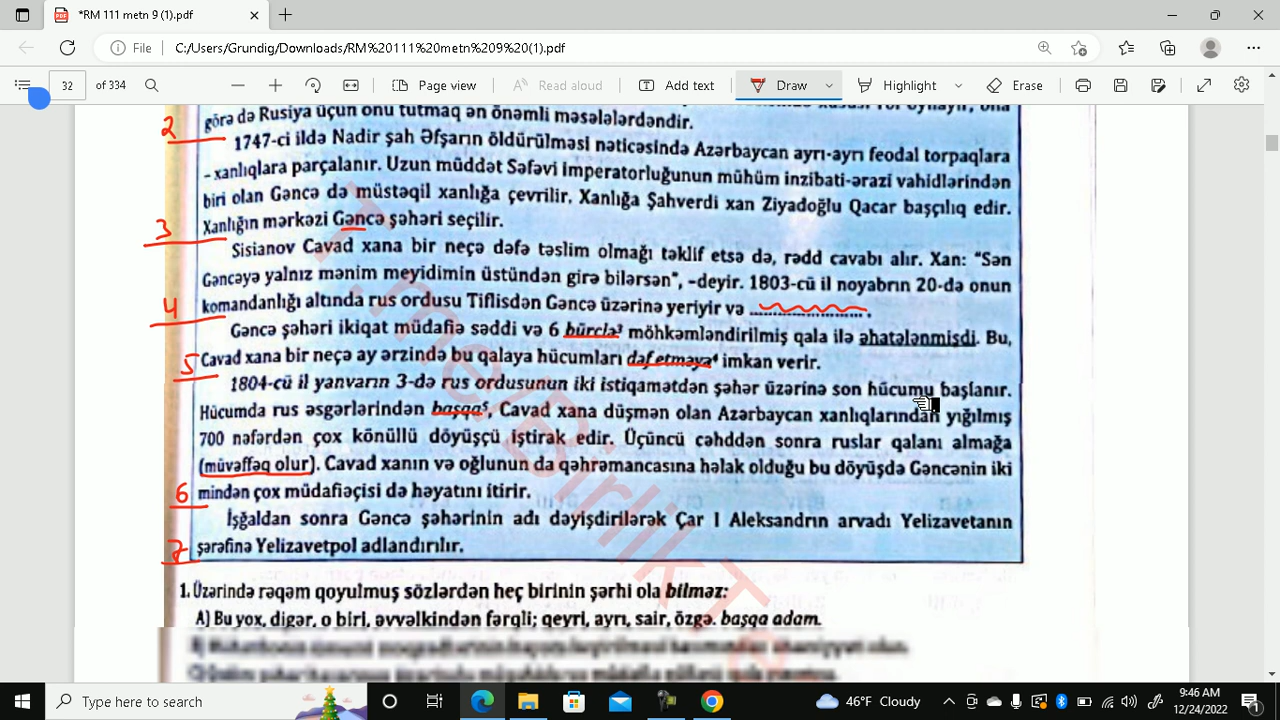 *RM 111 metn 9 (1).pdf
File C:/Users/Grundig/Downloads/RM%20111%20metn%209%20(1).pdf
32 of 334 Page view Read aloud Add text Draw Highlight Erase
görə də Rusiya üçün onu tutmaq ən önəmli məsələlərdəndir.
2
1747-ci ildə Nadir şah Əfşarın öldürülməsi nəticəsində Azərbaycan ayrı-ayrı feodal torpaqlara
- xanlıqlara parçalanır. Uzun müddət Səfəvi imperatorluğunun mühüm inzibati-ərazi vahidlərindən
biri olan Gəncə də müstəqil xanlığa çevrilir. Xanlığa Şahverdi xan Ziyadoğlu Qacar başçılıq edir.
3 Xanlığın mərkəzi Gəncə şəhəri seçilir.
Sisianov Cavad xana bir neçə dəfə təslim olmağı təklif etsə də, rədd cavabı alır. Xan: “Sən
Gəncəyə yalnız mənim meyidimin üstündən girə bilərsən”, -deyir. 1803-cü il noyabrın 20-də onun
4 komandanlığı altında rus ordusu Tiflisdən Gəncə üzərinə yeriyir və ........................ .
Gəncə şəhəri ikiqat müdafiə səddi və 6 bürclə³ möhkəmləndirilmiş qala ilə əhatələnmişdi. Bu,
5 Cavad xana bir neçə ay ərzində bu qalaya hücumları dəf etməyə⁴ imkan verir.
1804-cü il yanvarın 3-də rus ordusunun iki istiqamətdən şəhər üzərinə son hücumu başlanır.
Hücumda rus əsgərlərindən başqa⁵, Cavad xana düşmən olan Azərbaycan xanlıqlarından yığılmış
700 nəfərdən çox könüllü döyüşçü iştirak edir. Üçüncü cəhddən sonra ruslar qalanı almağa
(müvəffəq olur). Cavad xanın və oğlunun da qəhrəmancasına həlak olduğu bu döyüşdə Gəncənin iki
6 mindən çox müdafiəçisi də həyatını itirir.
İşğaldan sonra Gəncə şəhərinin adı dəyişdirilərək Çar I Aleksandrın arvadı Yelizavetanın
7 şərəfinə Yelizavetpol adlandırılır.
1. Üzərində rəqəm qoyulmuş sözlərdən heç birinin şərhi ola bilməz:
A) Bu yox, digər, o biri, əvvəlkindən fərqli; qeyri, ayrı, sair, özgə. başqa adam.
T.me/BirlikTe
Type here to search
46°F Cloudy
9:46 AM
12/24/2022
1